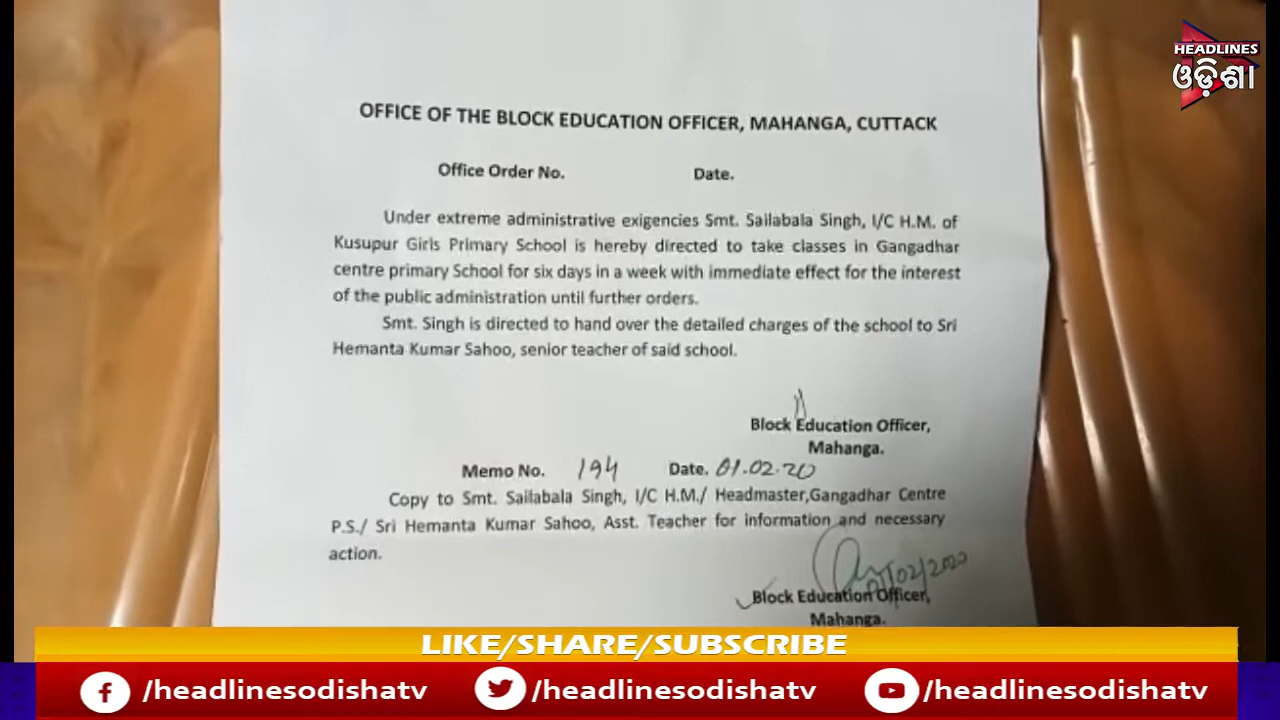 HEADLINES
ଓଡ଼ିଶା
OFFICE OF THE BLOCK EDUCATION OFFICER, MAHANGA, CUTTACK
Office Order No. Date.
Under extreme administrative exigencies Smt. Sailabala Singh, I/C H.M. of
Kusupur Girls Primary School is hereby directed to take classes in Gangadhar
centre primary School for six days in a week with immediate effect for the interest
of the public administration until further orders.
Smt. Singh is directed to hand over the detailed charges of the school to Sri
Hemanta Kumar Sahoo, senior teacher of said school.
Block Education Officer,
Mahanga.
Memo No. 194 Date. 01.02.20
Copy to Smt. Sailabala Singh, I/C H.M./ Headmaster,Gangadhar Centre
P.S./ Sri Hemanta Kumar Sahoo, Asst. Teacher for information and necessary
action.
Block Education Officer,
Mahanga.
LIKE/SHARE/SUBSCRIBE
/headlinesodishatv /headlinesodishatv /headlinesodishatv